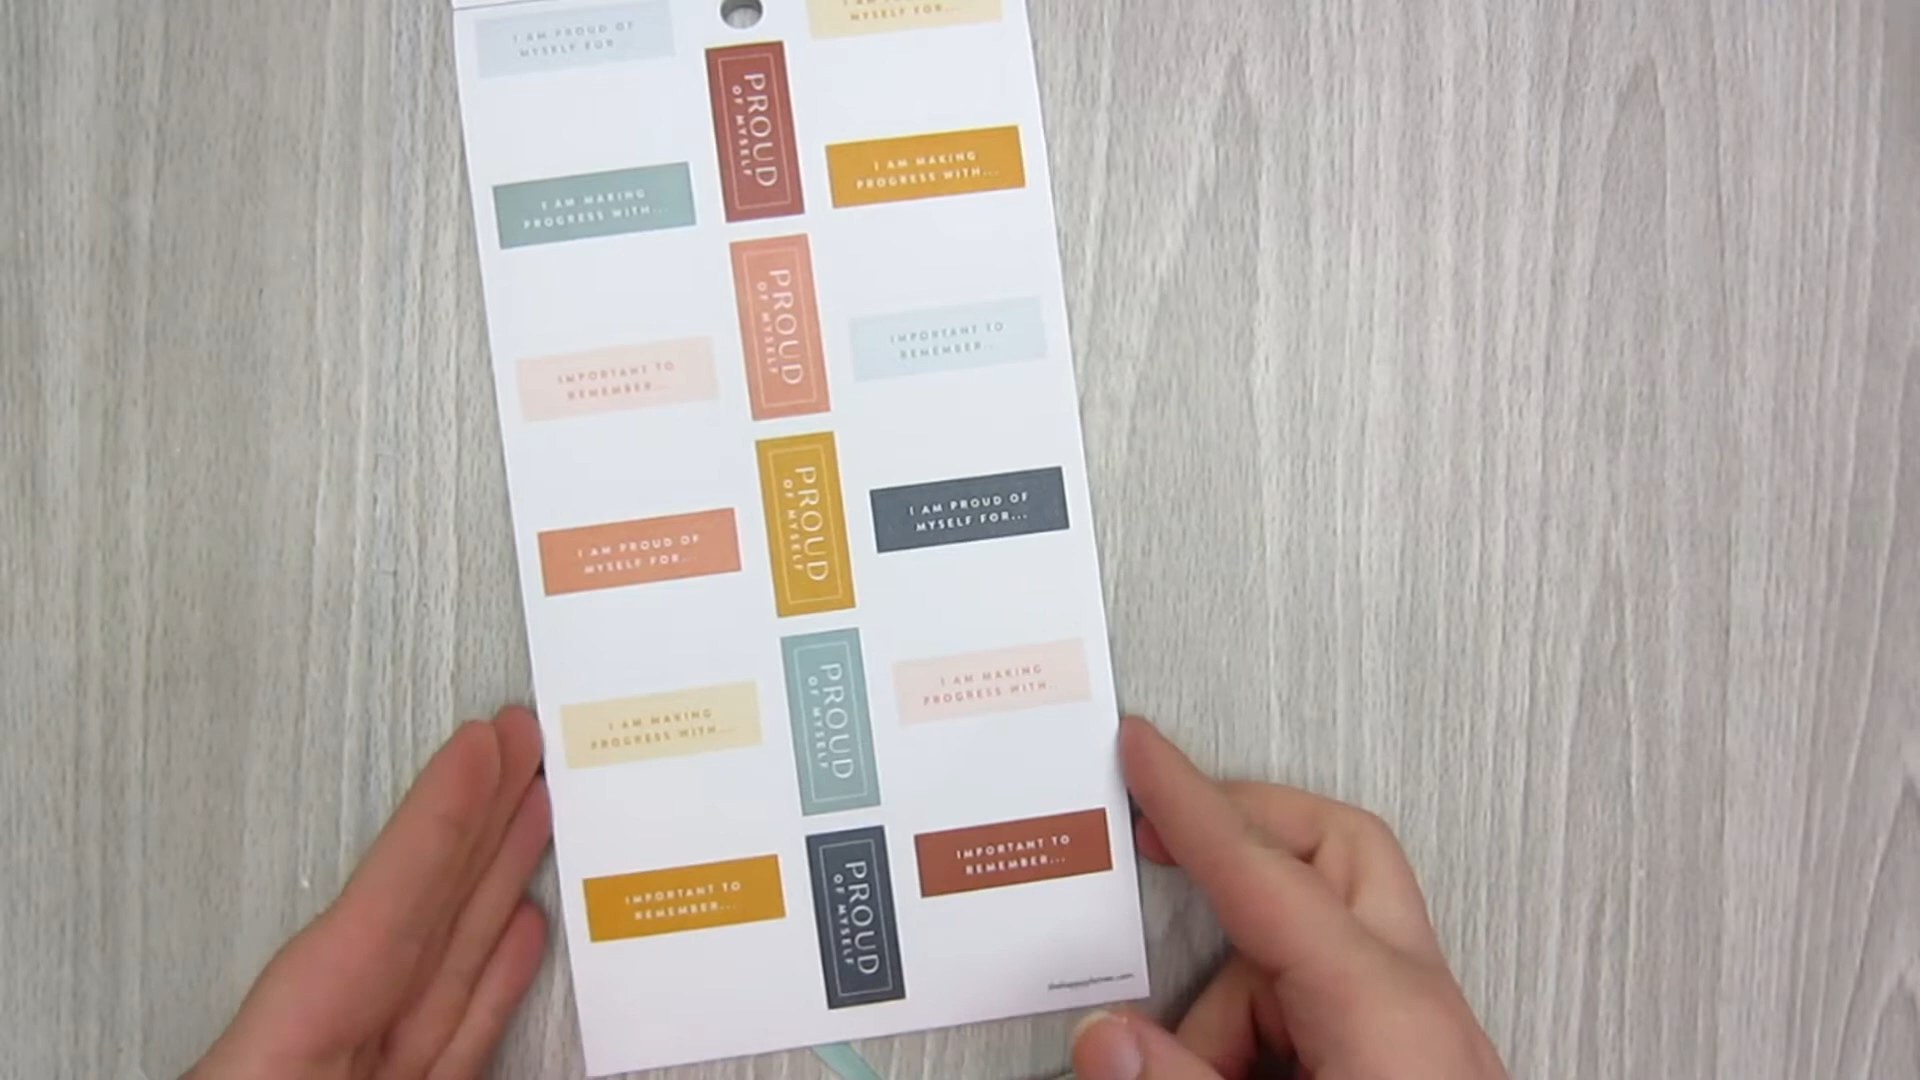 I AM PROUD OF
MYSELF FOR
MYSELF FOR...
PROUD
OF MYSELF
I AM MAKING
PROGRESS WITH...
I AM MAKING
PROGRESS WITH...
PROUD
OF MYSELF
IMPORTANT TO
REMEMBER...
IMPORTANT TO
REMEMBER...
PROUD
OF MYSELF
I AM PROUD OF
MYSELF FOR...
I AM PROUD OF
MYSELF FOR...
PROUD
OF MYSELF
I AM MAKING
PROGRESS WITH...
I AM MAKING
PROGRESS WITH...
PROUD
OF MYSELF
IMPORTANT TO
REMEMBER...
IMPORTANT TO
REMEMBER...
thehappyplanner.com